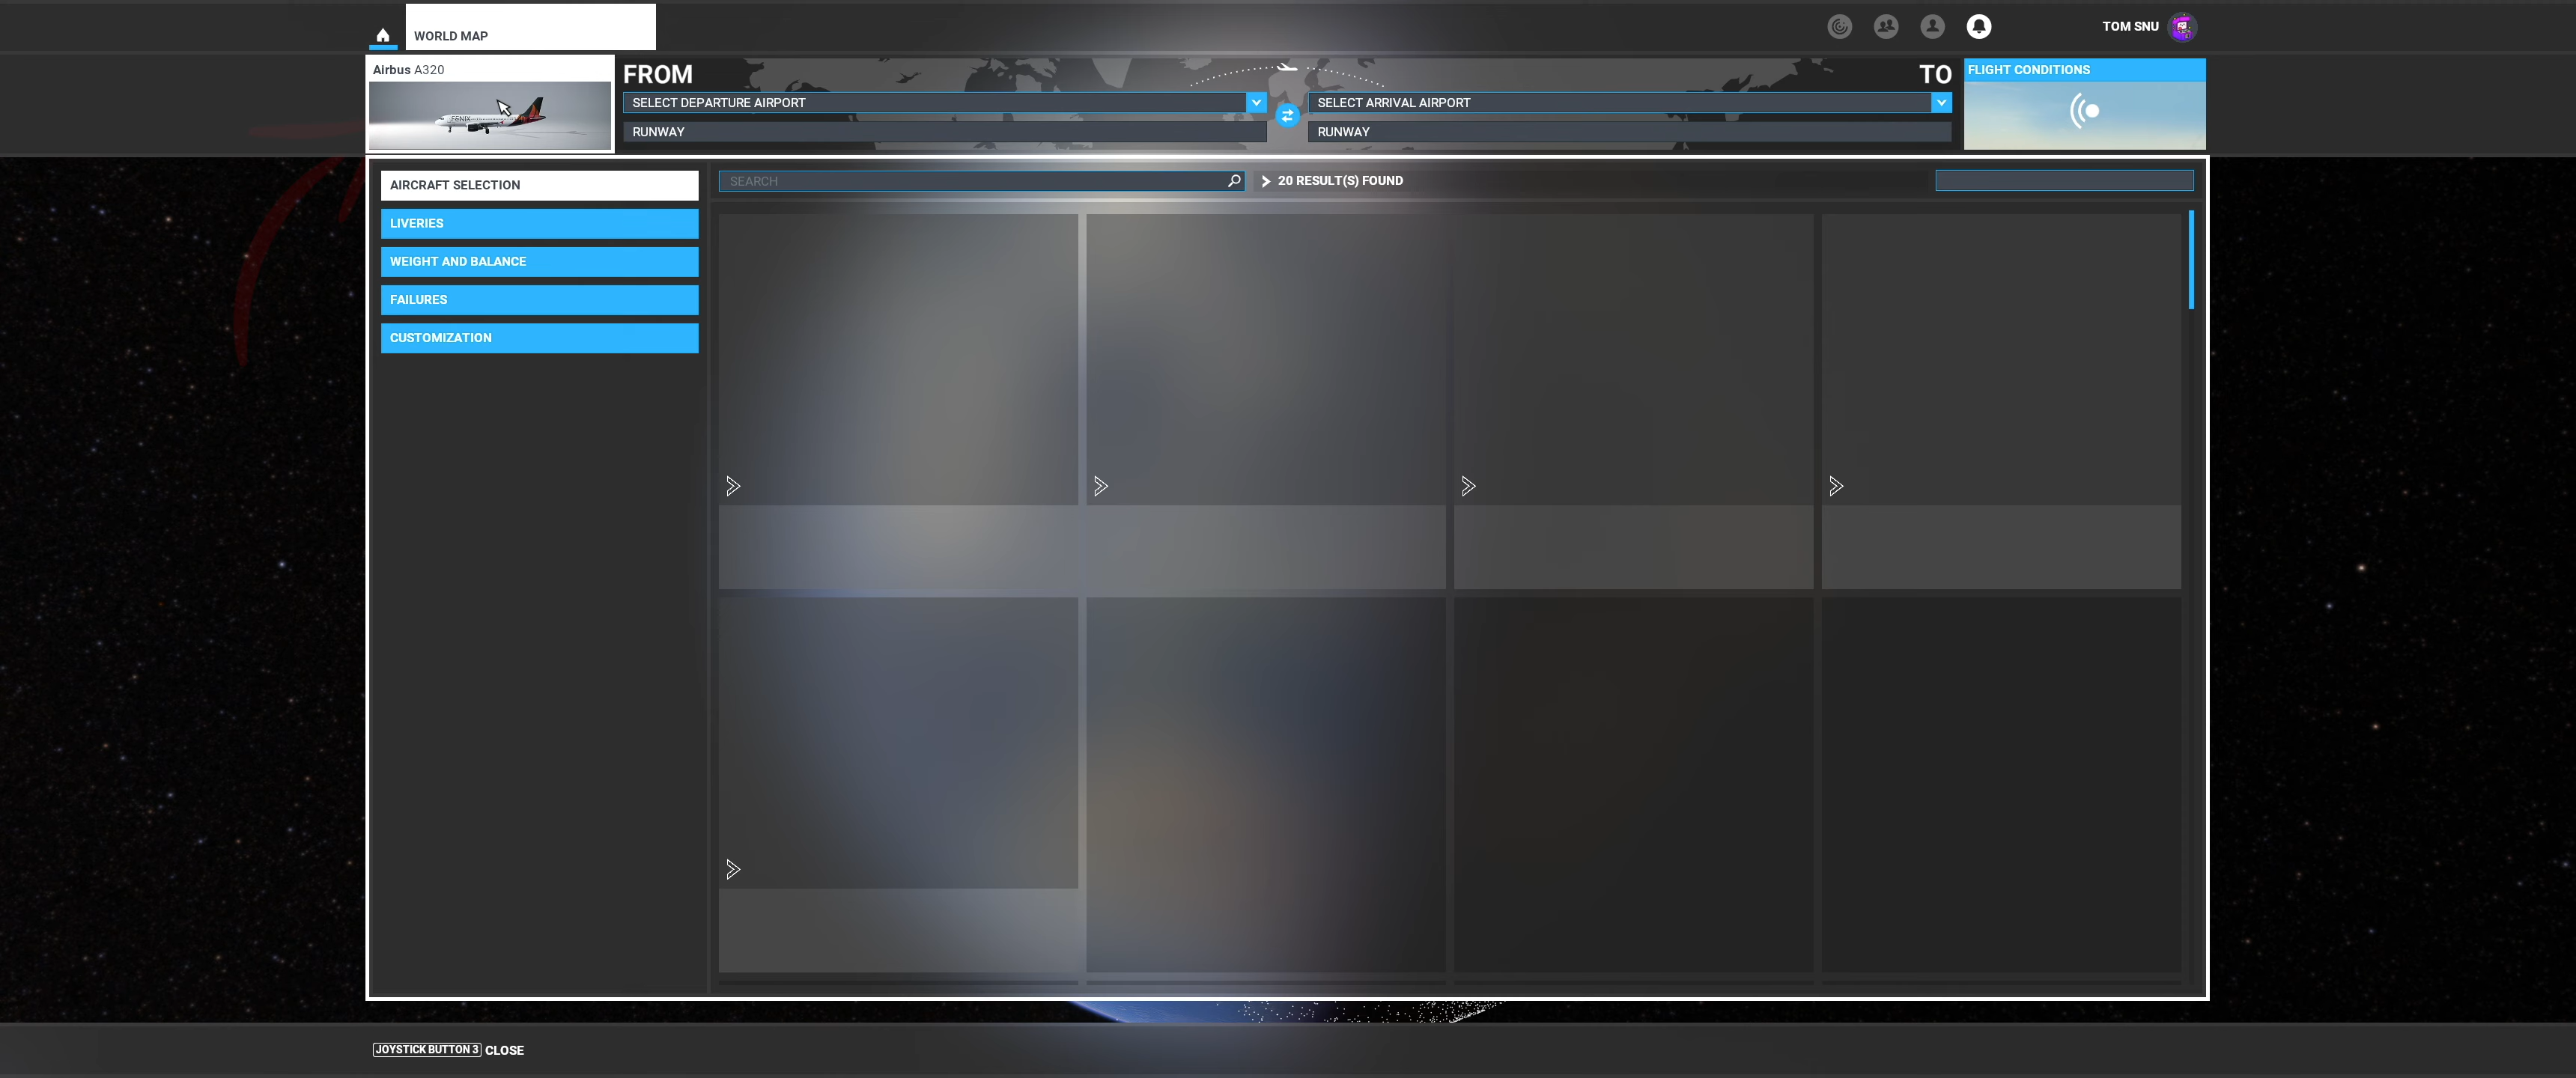 WORLD MAP
TOM SNU
Airbus A320
FENIX
FROM
TO
SELECT DEPARTURE AIRPORT
SELECT ARRIVAL AIRPORT
RUNWAY
RUNWAY
FLIGHT CONDITIONS
AIRCRAFT SELECTION
LIVERIES
WEIGHT AND BALANCE
FAILURES
CUSTOMIZATION
SEARCH
20 RESULT(S) FOUND
JOYSTICK BUTTON 3 CLOSE